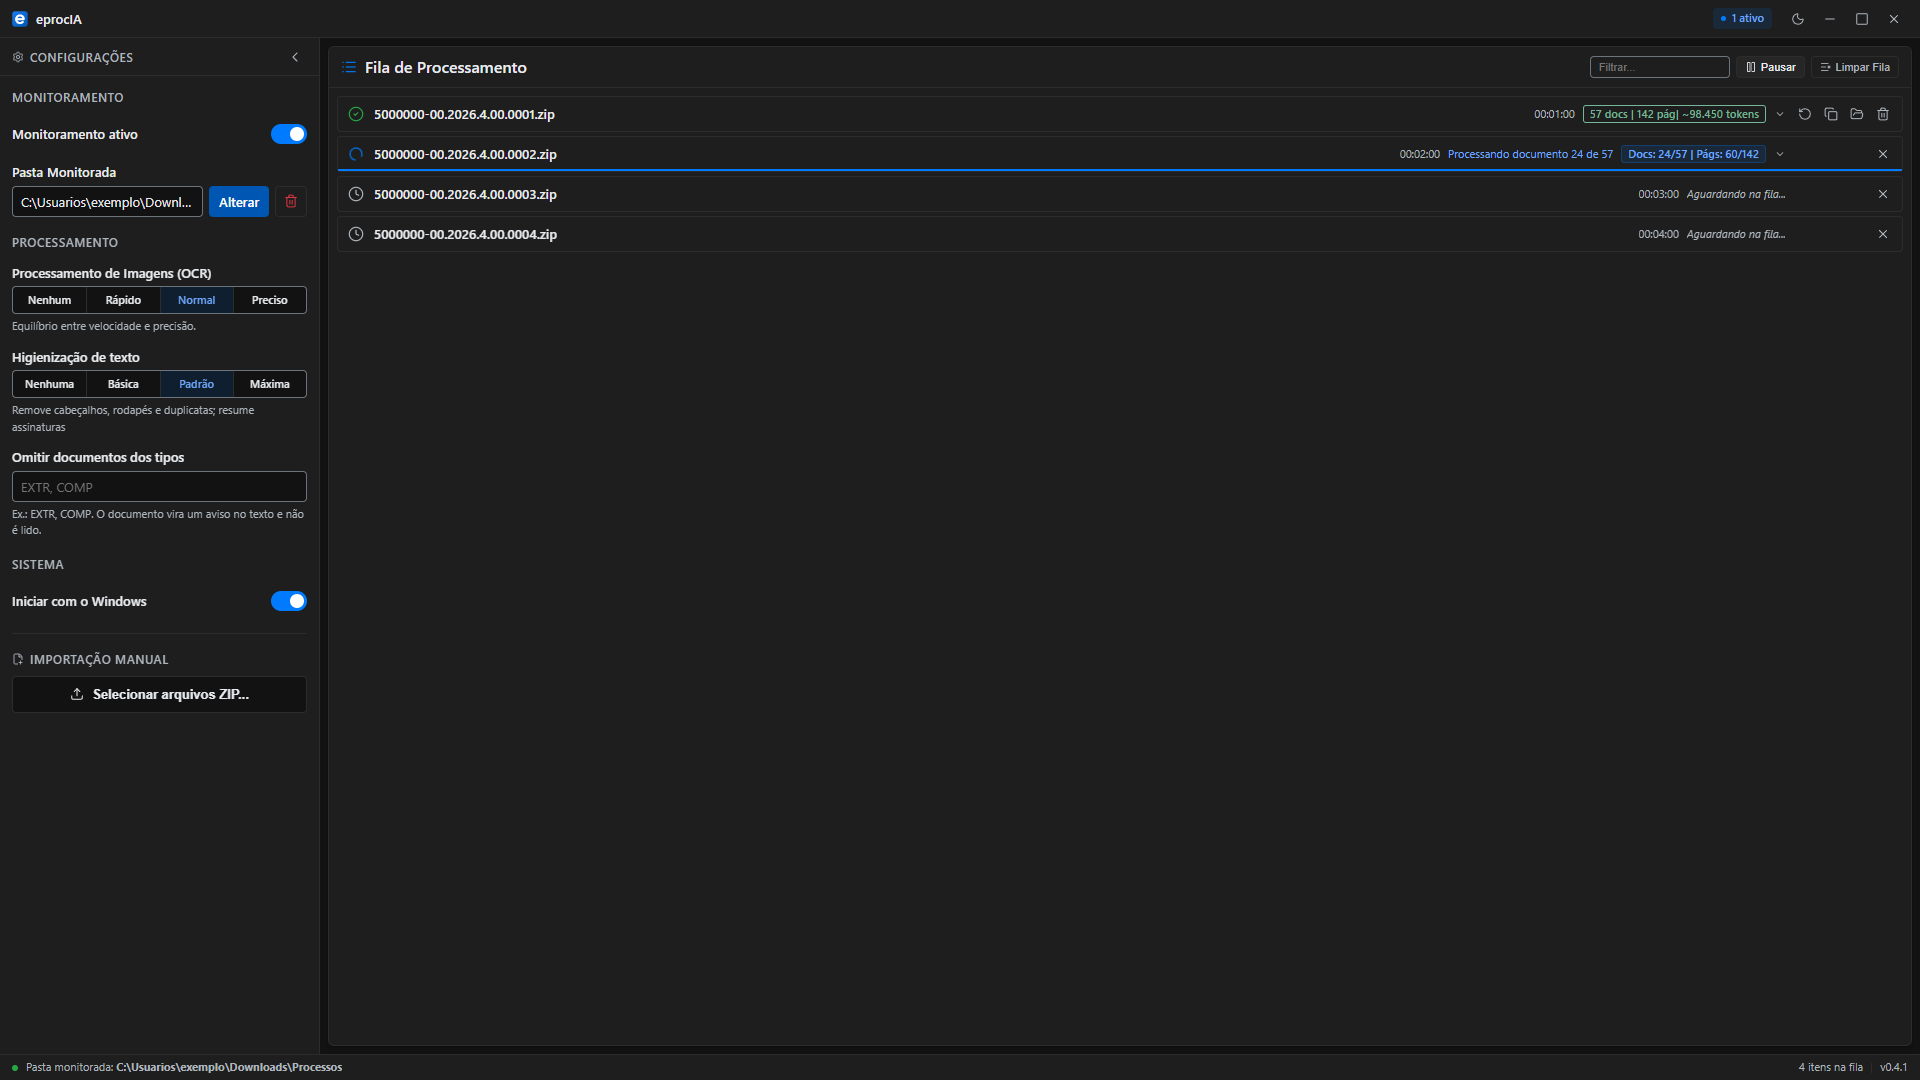 eprocIA
1 ativo
CONFIGURAÇÕES
MONITORAMENTO
Monitoramento ativo
Pasta Monitorada
C:\Usuarios\exemplo\Downl...
Alterar
PROCESSAMENTO
Processamento de Imagens (OCR)
Nenhum Rápido Normal Preciso
Equilíbrio entre velocidade e precisão.
Higienização de texto
Nenhuma Básica Padrão Máxima
Remove cabeçalhos, rodapés e duplicatas; resume
assinaturas
Omitir documentos dos tipos
EXTR, COMP
Ex.: EXTR, COMP. O documento vira um aviso no texto e não
é lido.
SISTEMA
Iniciar com o Windows
IMPORTAÇÃO MANUAL
Selecionar arquivos ZIP...
Fila de Processamento
Filtrar...
Pausar
Limpar Fila
5000000-00.2026.4.00.0001.zip 00:01:00 57 docs | 142 pág| ~98.450 tokens
5000000-00.2026.4.00.0002.zip 00:02:00 Processando documento 24 de 57 Docs: 24/57 | Págs: 60/142
5000000-00.2026.4.00.0003.zip 00:03:00 Aguardando na fila...
5000000-00.2026.4.00.0004.zip 00:04:00 Aguardando na fila...
Pasta monitorada: C:\Usuarios\exemplo\Downloads\Processos
4 itens na fila v0.4.1